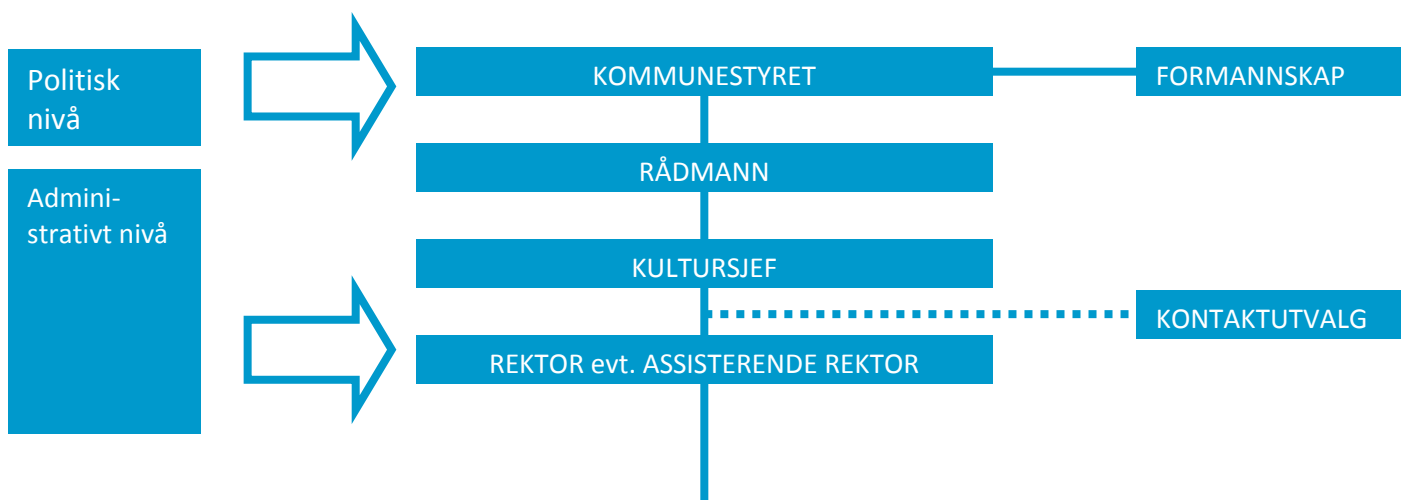 Politisk
nivå
KOMMUNESTYRET
FORMANNSKAP
RÅDMANN
Admini-
strativt nivå
KULTURSJEF
KONTAKTUTVALG
REKTOR evt. ASSISTERENDE REKTOR